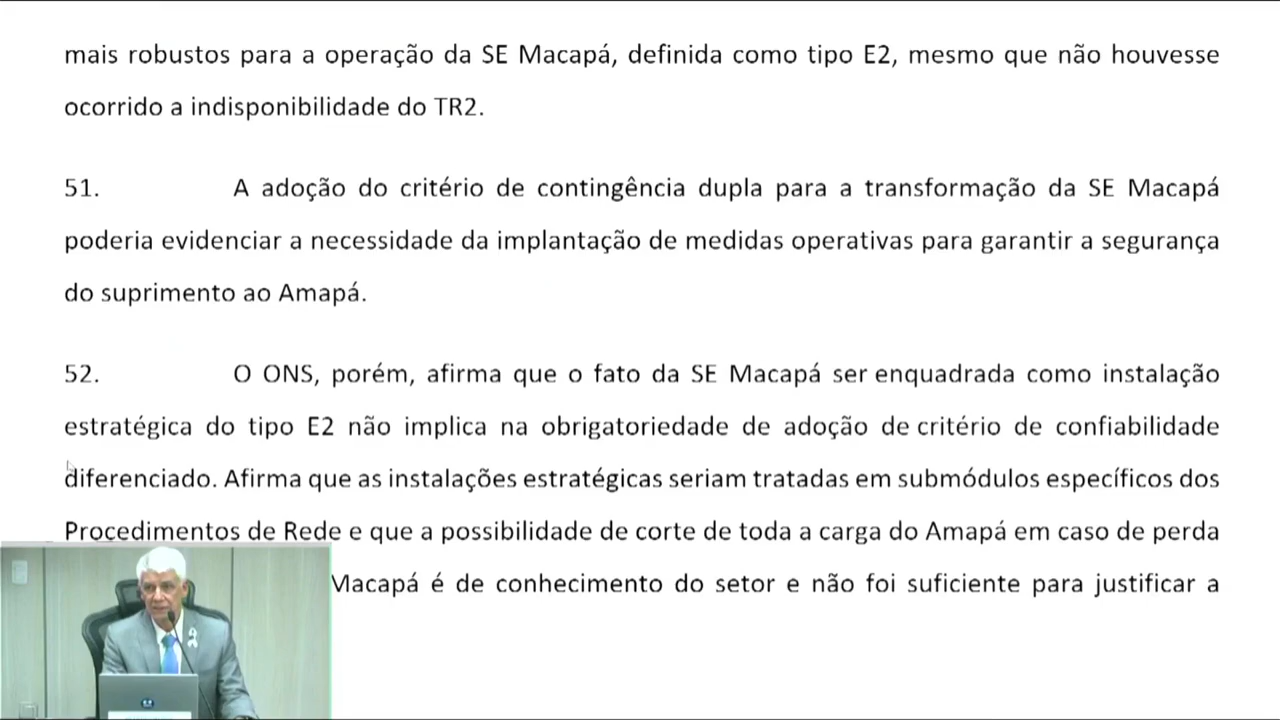 mais robustos para a operação da SE Macapá, definida como tipo E2, mesmo que não houvesse
ocorrido a indisponibilidade do TR2.
51. A adoção do critério de contingência dupla para a transformação da SE Macapá
poderia evidenciar a necessidade da implantação de medidas operativas para garantir a segurança
do suprimento ao Amapá.
52. O ONS, porém, afirma que o fato da SE Macapá ser enquadrada como instalação
estratégica do tipo E2 não implica na obrigatoriedade de adoção de critério de confiabilidade
diferenciado. Afirma que as instalações estratégicas seriam tratadas em submódulos específicos dos
Procedimentos de Rede e que a possibilidade de corte de toda a carga do Amapá em caso de perda
Macapá é de conhecimento do setor e não foi suficiente para justificar a